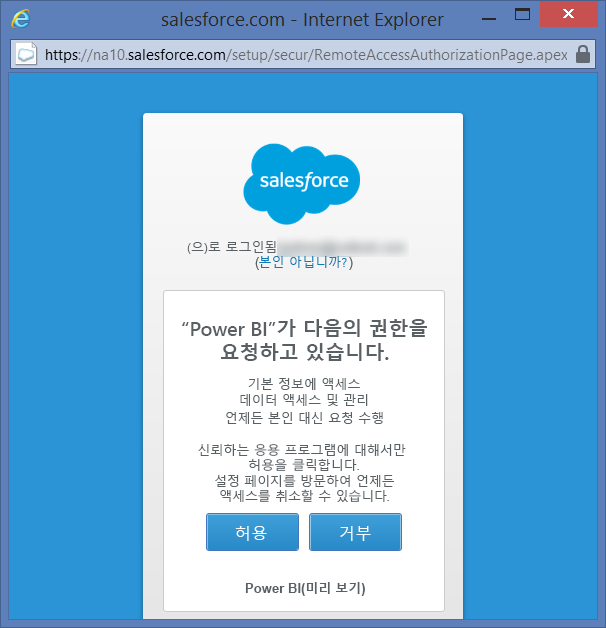 salesforce.com - Internet Explorer
https://na10.salesforce.com/setup/secur/RemoteAccessAuthorizationPage.apex
salesforce
(으)로 로그인됨
(본인 아닙니까?)
“Power BI”가 다음의 권한을
요청하고 있습니다.
기본 정보에 액세스
데이터 액세스 및 관리
언제든 본인 대신 요청 수행
신뢰하는 응용 프로그램에 대해서만
허용을 클릭합니다.
설정 페이지를 방문하여 언제든
액세스를 취소할 수 있습니다.
허용 거부
Power BI(미리 보기)